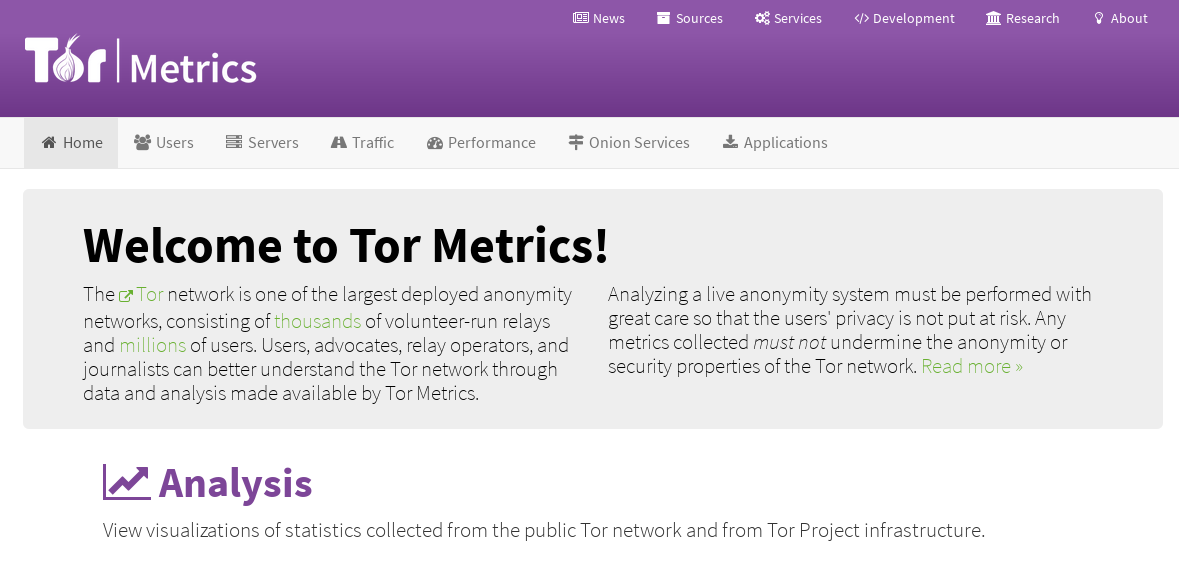 News Sources Services Development Research About
Tor | Metrics
Home Users Servers Traffic Performance Onion Services Applications
Welcome to Tor Metrics!
The Tor network is one of the largest deployed anonymity
networks, consisting of thousands of volunteer-run relays
and millions of users. Users, advocates, relay operators, and
journalists can better understand the Tor network through
data and analysis made available by Tor Metrics.
Analyzing a live anonymity system must be performed with
great care so that the users' privacy is not put at risk. Any
metrics collected must not undermine the anonymity or
security properties of the Tor network. Read more »
Analysis
View visualizations of statistics collected from the public Tor network and from Tor Project infrastructure.